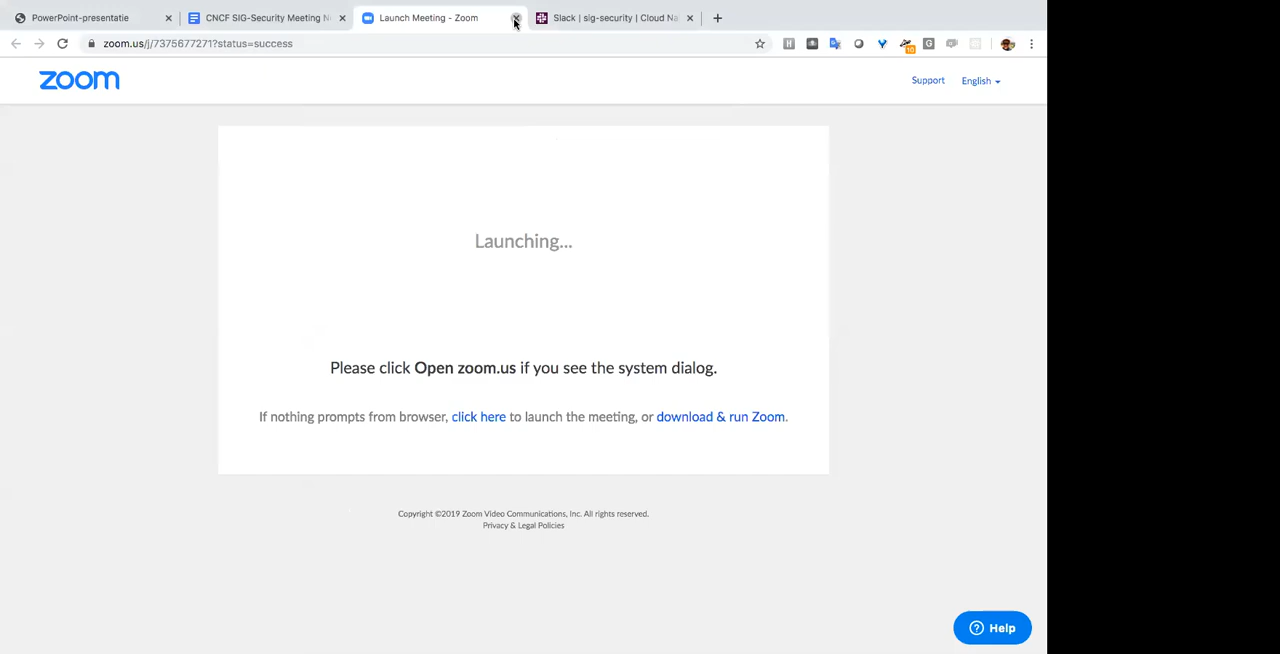 PowerPoint-presentatie
CNCF SIG-Security Meeting N
Launch Meeting - Zoom
Slack | sig-security | Cloud Na
zoom.us/j/7375677271?status=success
zoom
Support
English
Launching...
Please click Open zoom.us if you see the system dialog.
If nothing prompts from browser, click here to launch the meeting, or download & run Zoom.
Copyright ©2019 Zoom Video Communications, Inc. All rights reserved.
Privacy & Legal Policies
Help